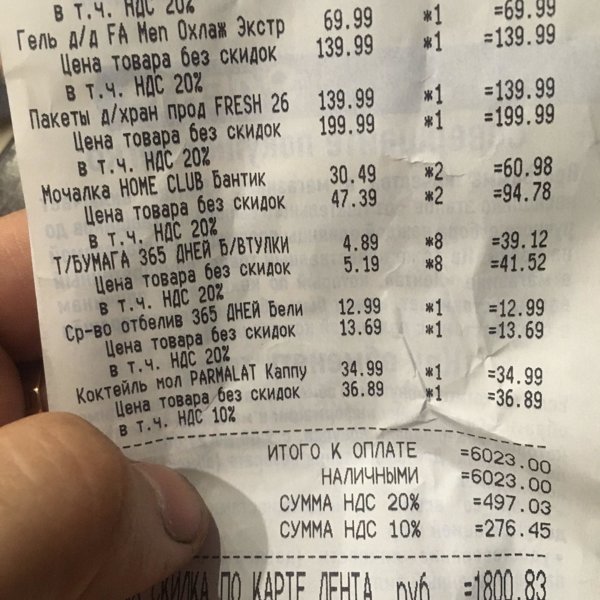 в т.ч. НДС 20%
Гель д/д FA Men Охлаж Экстр 69.99 *1 =69.99
Цена товара без скидок 139.99 *1 =139.99
в т.ч. НДС 20%
Пакеты д/хран прод FRESH 26 139.99 *1 =139.99
Цена товара без скидок 199.99 *1 =199.99
в т.ч. НДС 20%
Мочалка HOME CLUB Бантик 30.49 *2 =60.98
Цена товара без скидок 47.39 *2 =94.78
в т.ч. НДС 20%
Т/БУМАГА 365 ДНЕЙ Б/ВТУЛКИ 4.89 *8 =39.12
Цена товара без скидок 5.19 *8 =41.52
в т.ч. НДС 20%
Ср-во отбелив 365 ДНЕЙ Бели 12.99 *1 =12.99
Цена товара без скидок 13.69 *1 =13.69
в т.ч. НДС 20%
Коктейль мол PARMALAT Каппу 34.99 *1 =34.99
Цена товара без скидок 36.89 *1 =36.89
в т.ч. НДС 10%
ИТОГО К ОПЛАТЕ =6023.00
НАЛИЧНЫМИ =6023.00
СУММА НДС 20% =497.03
СУММА НДС 10% =276.45
СКИДКА ПО КАРТЕ ЛЕНТА руб =1800.83